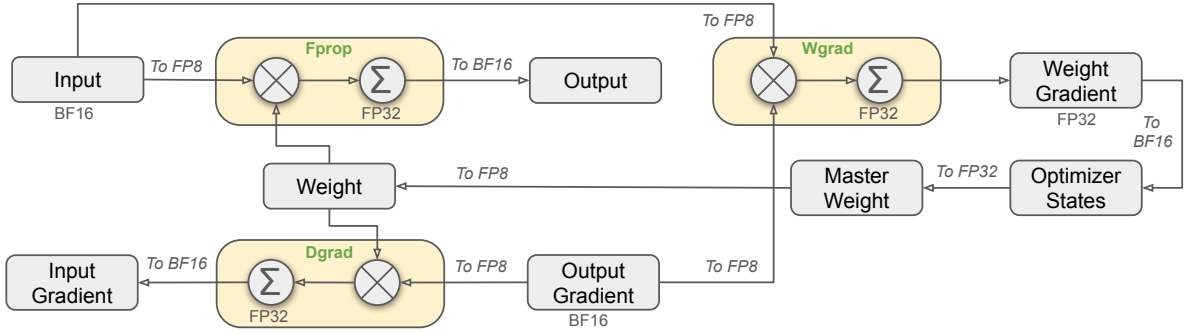 To FP8
Fprop
Wgrad
Input
To FP8
Σ
To BF16
Output
Σ
Weight
Gradient
BF16
FP32
FP32
FP32
To
BF16
Weight
To FP8
Master
Weight
To FP32
Optimizer
States
Dgrad
Input
Gradient
To BF16
Σ
To FP8
Output
Gradient
To FP8
FP32
BF16